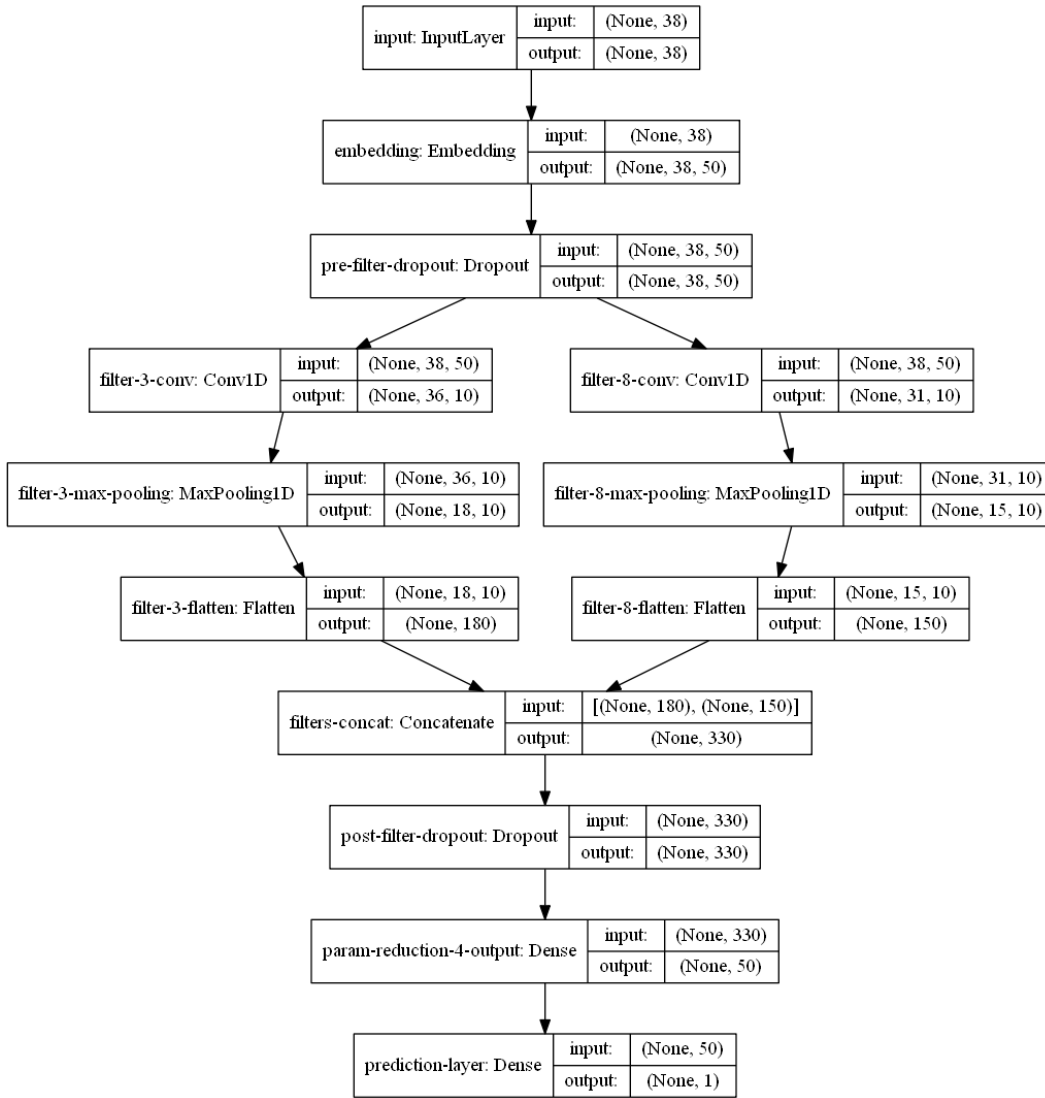 input: InputLayer input: (None, 38)
output: (None, 38)
embedding: Embedding input: (None, 38)
output: (None, 38, 50)
pre-filter-dropout: Dropout input: (None, 38, 50)
output: (None, 38, 50)
filter-3-conv: Conv1D input: (None, 38, 50)
output: (None, 36, 10)
filter-8-conv: Conv1D input: (None, 38, 50)
output: (None, 31, 10)
filter-3-max-pooling: MaxPooling1D input: (None, 36, 10)
output: (None, 18, 10)
filter-8-max-pooling: MaxPooling1D input: (None, 31, 10)
output: (None, 15, 10)
filter-3-flatten: Flatten input: (None, 18, 10)
output: (None, 180)
filter-8-flatten: Flatten input: (None, 15, 10)
output: (None, 150)
filters-concat: Concatenate input: [(None, 180), (None, 150)]
output: (None, 330)
post-filter-dropout: Dropout input: (None, 330)
output: (None, 330)
param-reduction-4-output: Dense input: (None, 330)
output: (None, 50)
prediction-layer: Dense input: (None, 50)
output: (None, 1)